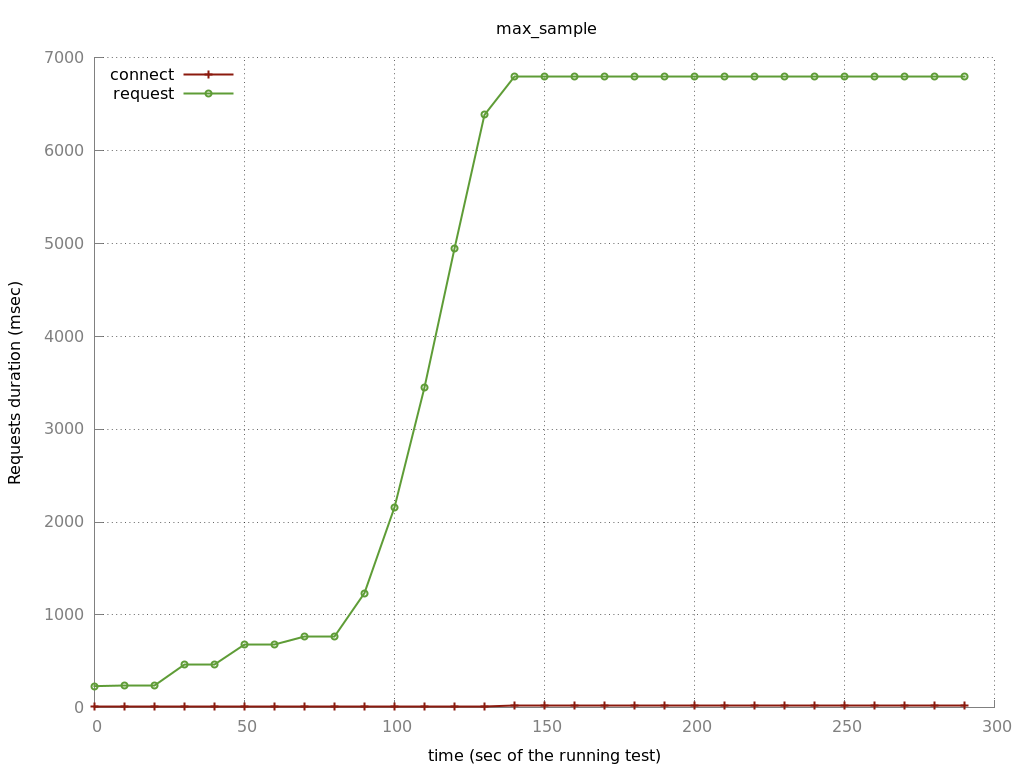 max_sample
7000
6000
5000
4000
3000
2000
1000
0
connect
request
Requests duration (msec)
0 50 100 150 200 250 300
time (sec of the running test)